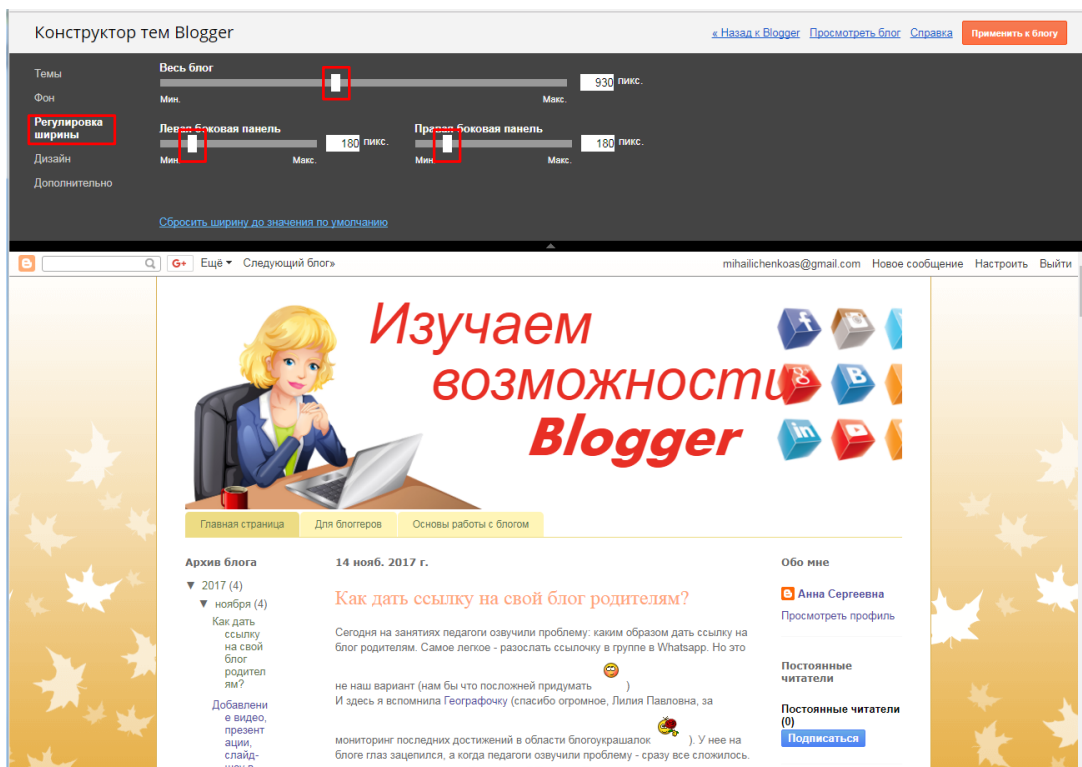 Конструктор тем Blogger
« Назад к Blogger Просмотреть блог Справка Применить к блогу
Темы
Фон
Регулировка
ширины
Дизайн
Дополнительно
Весь блог
930 пикс.
Мин. Макс.
Левая боковая панель
180 пикс.
Мин. Макс.
Правая боковая панель
180 пикс.
Мин. Макс.
Сбросить ширину до значения по умолчанию
G+ Ещё Следующий блог»
mihailichenkoas@gmail.com Новое сообщение Настроить Выйти
Изучаем
возможности
Blogger
Главная страница Для блоггеров Основы работы с блогом
Архив блога
▼ 2017 (4)
▼ ноября (4)
Как дать
ссылку
на свой
блог
родител
ям?
Добавлени
е видео,
презент
ации,
слайд-
14 нояб. 2017 г.
Как дать ссылку на свой блог родителям?
Сегодня на занятиях педагоги озвучили проблему: каким образом дать ссылку на
блог родителям. Самое легкое - разослать ссылочку в группе в Whatsapp. Но это
не наш вариант (нам бы что посложней придумать )
И здесь я вспомнила Географочку (спасибо огромное, Лилия Павловна, за
мониторинг последних достижений в области блогоукрашалок ). У нее на
блоге глаз зацепился, а когда педагоги озвучили проблему - сразу все сложилось.
Обо мне
Анна Сергеевна
Просмотреть профиль
Постоянные
читатели
Постоянные читатели
(0)
Подписаться